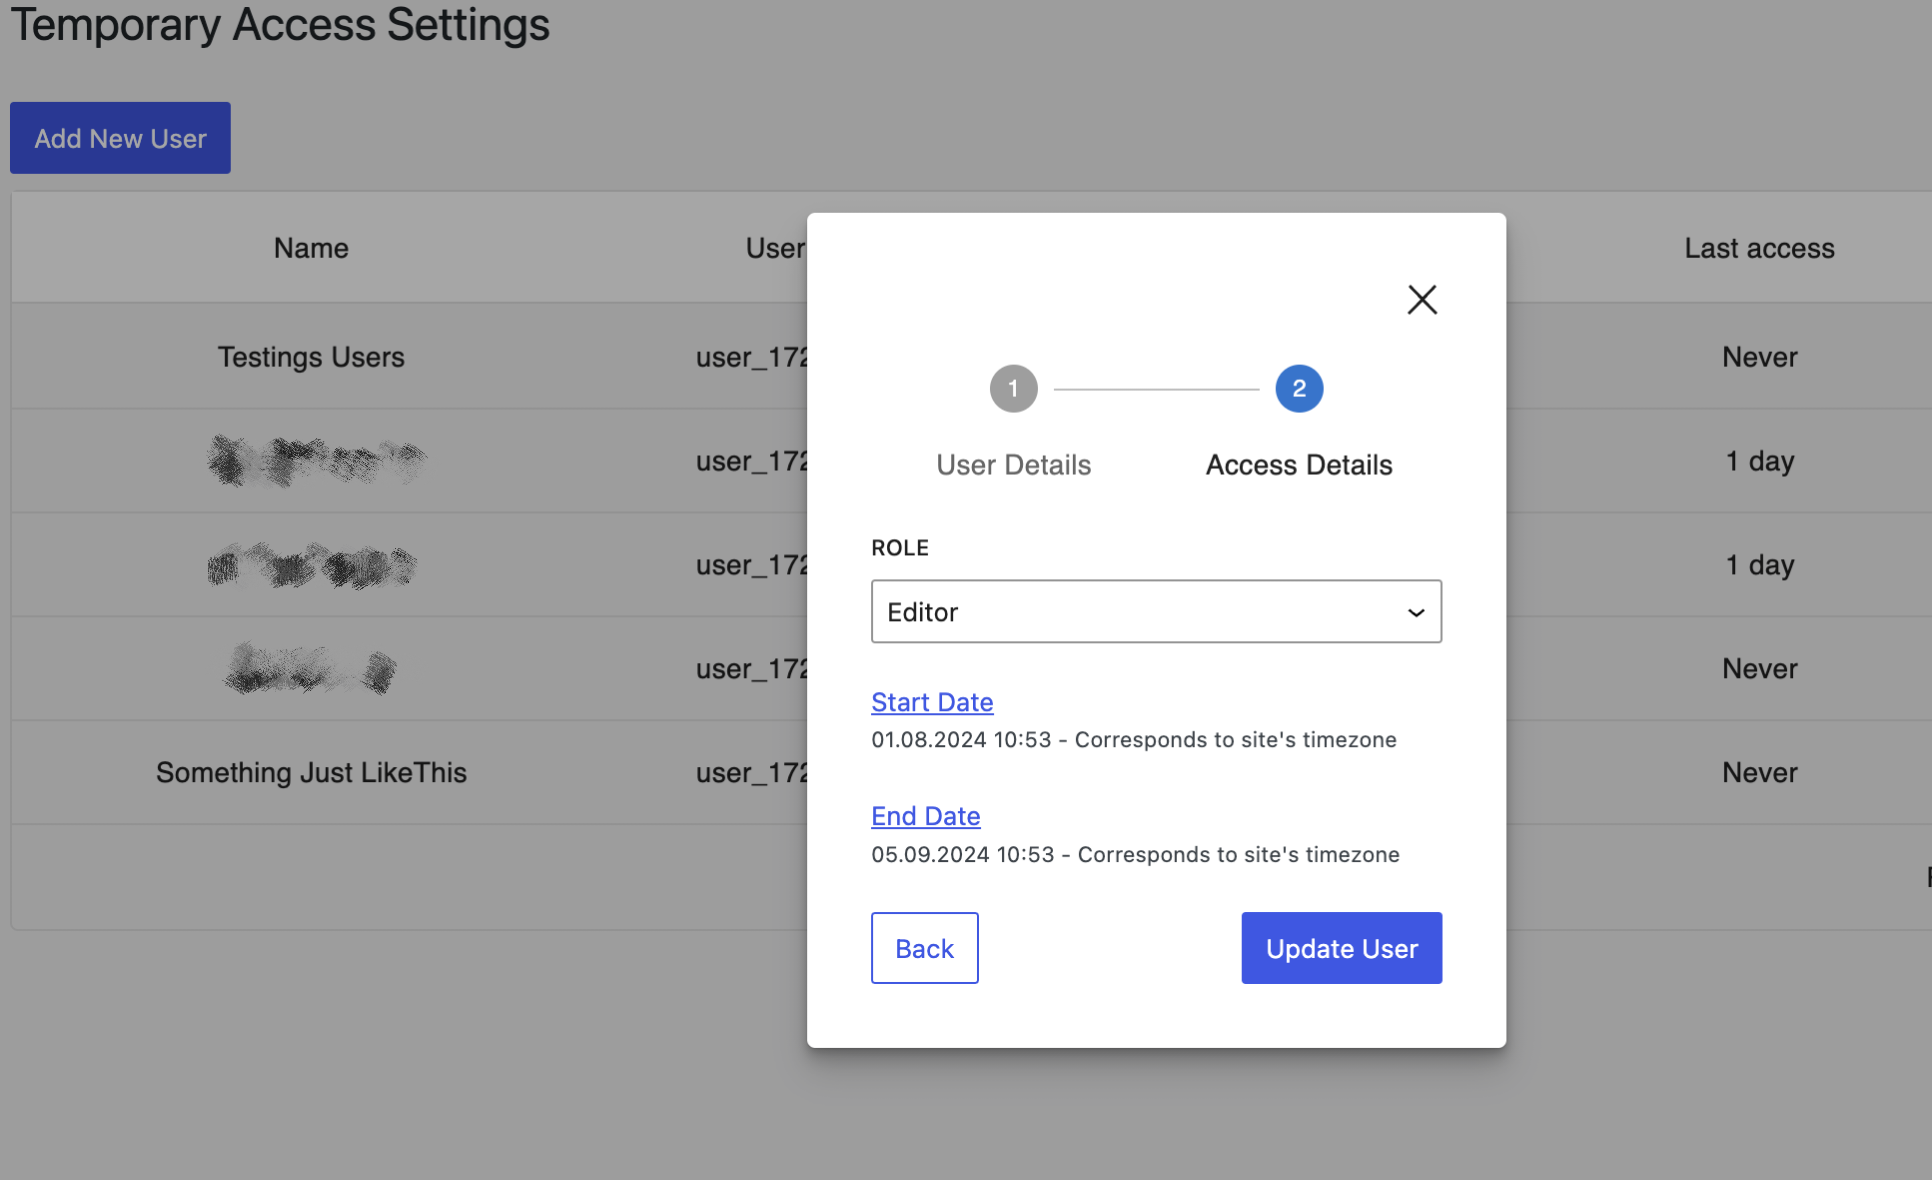 Temporary Access Settings
Add New User
Name User Last access
Testings Users user_172 Never
user_172 1 day
user_172 1 day
user_172 Never
Something Just LikeThis user_172 Never
1 2
User Details Access Details
ROLE
Editor
Start Date
01.08.2024 10:53 - Corresponds to site's timezone
End Date
05.09.2024 10:53 - Corresponds to site's timezone
Back Update User